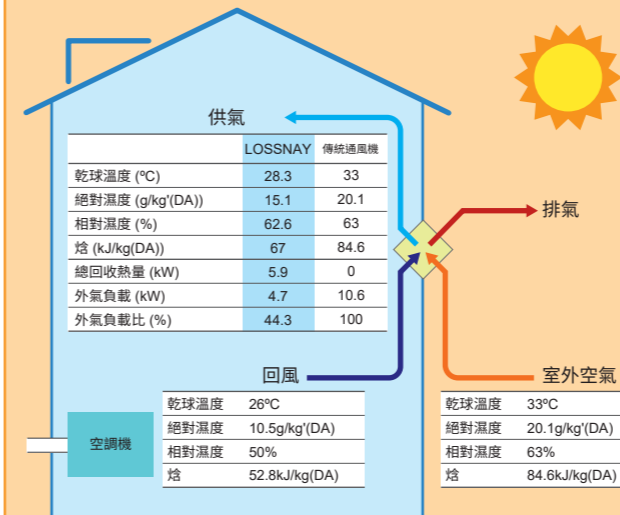 供氣
LOSSNAY 傳統通風機
乾球溫度 (ºC) 28.3 33
絕對濕度 (g/kg'(DA)) 15.1 20.1
相對濕度 (%) 62.6 63
焓 (kJ/kg(DA)) 67 84.6
總回收熱量 (kW) 5.9 0
外氣負載 (kW) 4.7 10.6
外氣負載比 (%) 44.3 100
排氣
回風
乾球溫度 26ºC
絕對濕度 10.5g/kg'(DA)
相對濕度 50%
焓 52.8kJ/kg(DA)
空調機
室外空氣
乾球溫度 33ºC
絕對濕度 20.1g/kg'(DA)
相對濕度 63%
焓 84.6kJ/kg(DA)